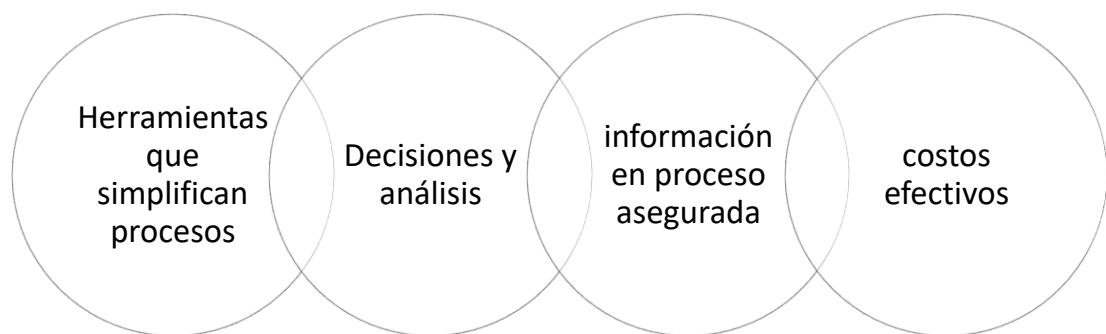 Herramientas
que
simplifican
procesos
Decisiones y
análisis
información
en proceso
asegurada
costos
efectivos